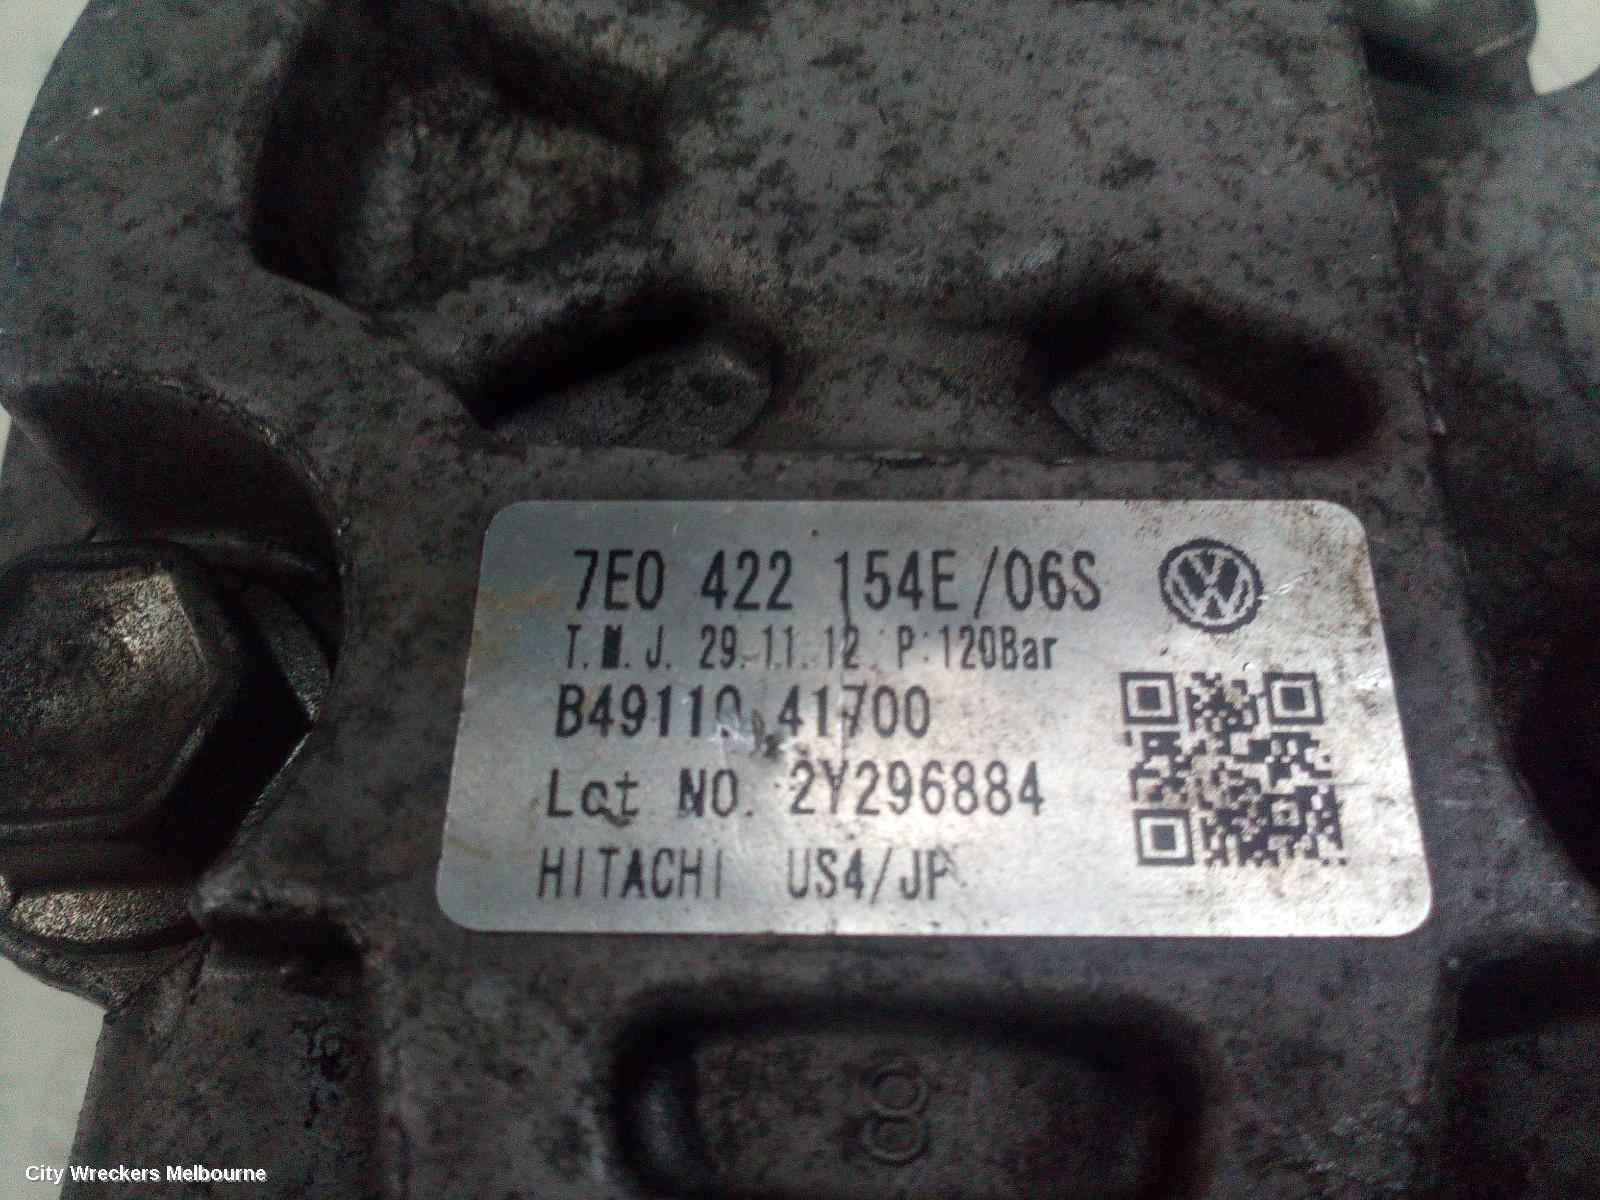 7E0 422 154E/06S
T.M.J. 29.11.12 P:120Bar
B49110 41700
Lot NO. 2Y296884
HITACHI US4/JP
8
City Wreckers Melbourne